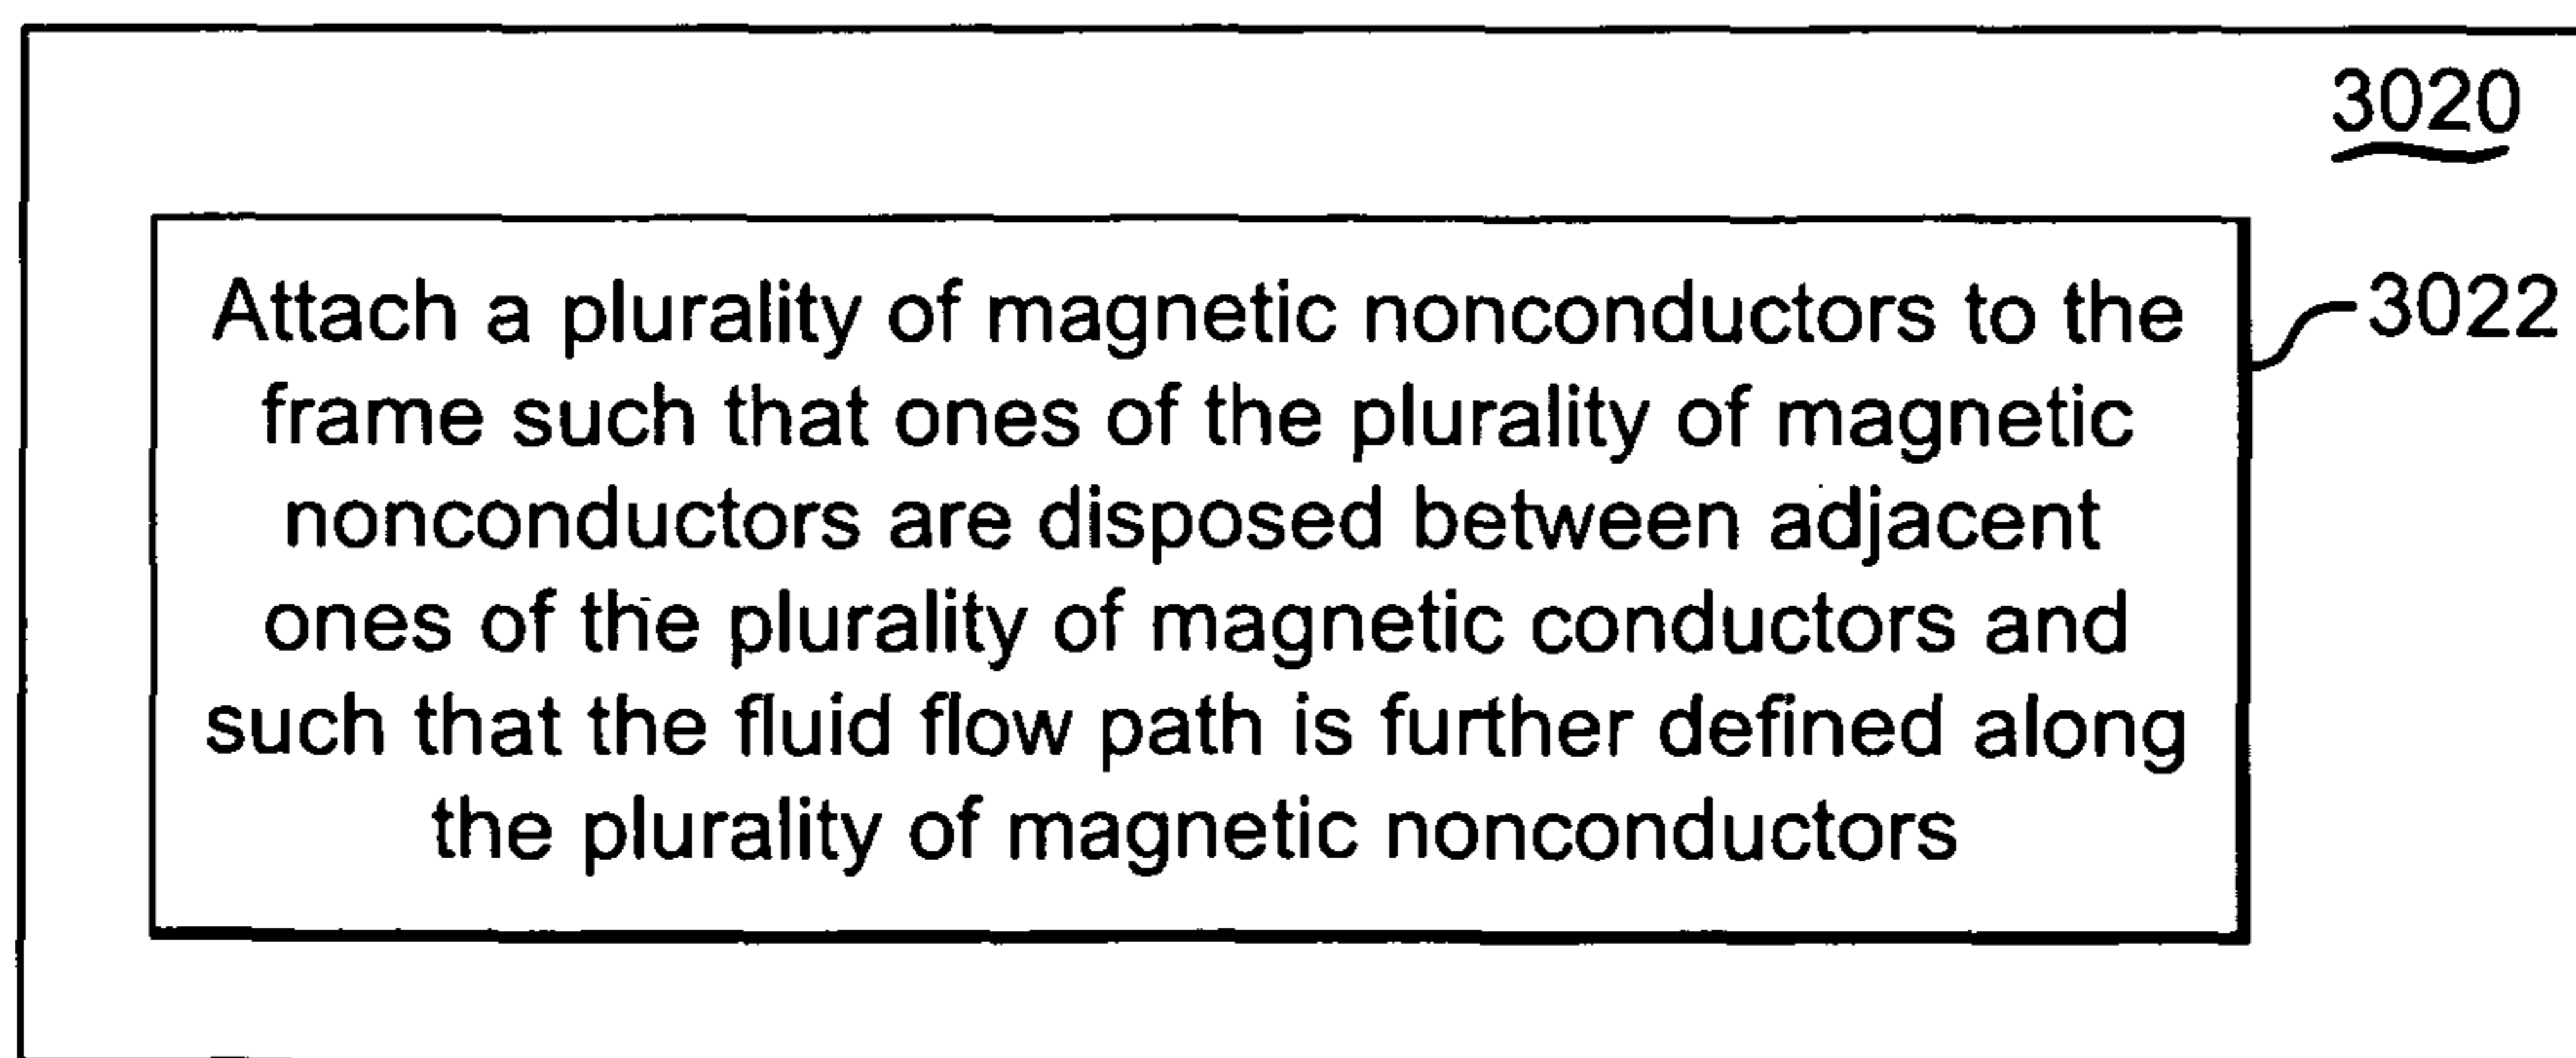 3020
Attach a plurality of magnetic nonconductors to the
frame such that ones of the plurality of magnetic
nonconductors are disposed between adjacent
ones of the plurality of magnetic conductors and
such that the fluid flow path is further defined along
the plurality of magnetic nonconductors
3022